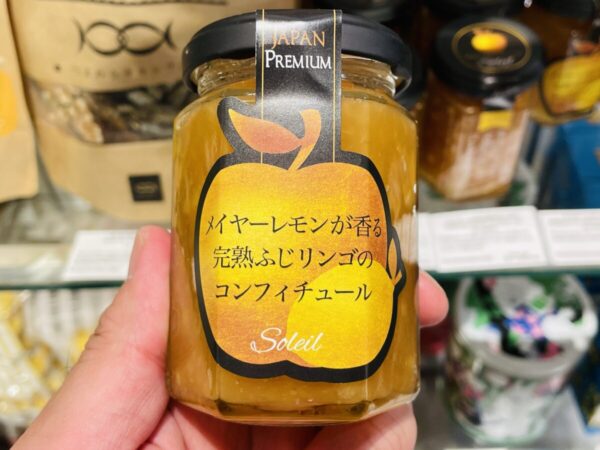 JAPAN
PREMIUM
メイヤーレモンが香る
完熟ふじリンゴの
コンフィチュール
Soleil
Soleil